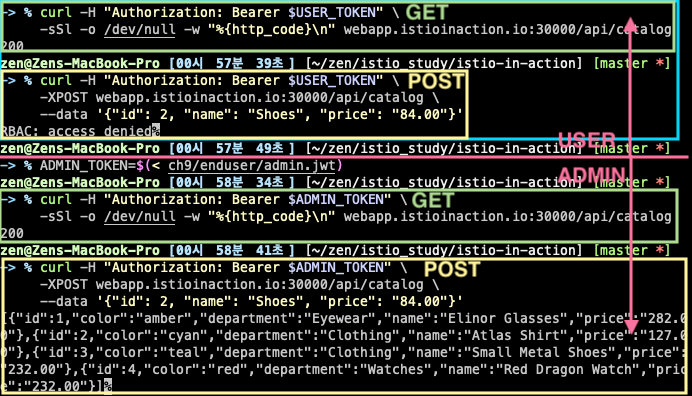 -> % curl -H "Authorization: Bearer $USER_TOKEN" \ GET
-sSl -o /dev/null -w "%{http_code}\n" webapp.istioinaction.io:30000/api/catalog
200
zen@Zens-MacBook-Pro [00시 57분 39초] [~/zen/istio_study/istio-in-action] [master *]
-> % curl -H "Authorization: Bearer $USER_TOKEN" \ POST
-XPOST webapp.istioinaction.io:30000/api/catalog \
--data '{"id": 2, "name": "Shoes", "price": "84.00"}'
RBAC: access denied%
USER
zen@Zens-MacBook-Pro [00시 57분 49초] [~/zen/istio_study/istio-in-action] [master *]
-> % ADMIN_TOKEN=$(< ch9/enduser/admin.jwt)
ADMIN
zen@Zens-MacBook-Pro [00시 58분 34초] [~/zen/istio_study/istio-in-action] [master *]
-> % curl -H "Authorization: Bearer $ADMIN_TOKEN" \ GET
-sSl -o /dev/null -w "%{http_code}\n" webapp.istioinaction.io:30000/api/catalog
200
zen@Zens-MacBook-Pro [00시 58분 41초] [~/zen/istio_study/istio-in-action] [master *]
-> % curl -H "Authorization: Bearer $ADMIN_TOKEN" \ POST
-XPOST webapp.istioinaction.io:30000/api/catalog \
--data '{"id": 2, "name": "Shoes", "price": "84.00"}'
[{"id":1,"color":"amber","department":"Eyewear","name":"Elinor Glasses","price":"282.0
0"},{"id":2,"color":"cyan","department":"Clothing","name":"Atlas Shirt","price":"127.0
0"},{"id":3,"color":"teal","department":"Clothing","name":"Small Metal Shoes","price":
"232.00"},{"id":4,"color":"red","department":"Watches","name":"Red Dragon Watch","pric
e":"232.00"}]%